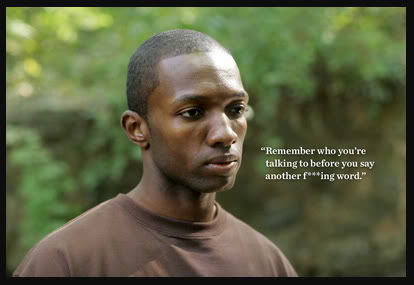 “Remember who you’re
talking to before you say
another f***ing word.”